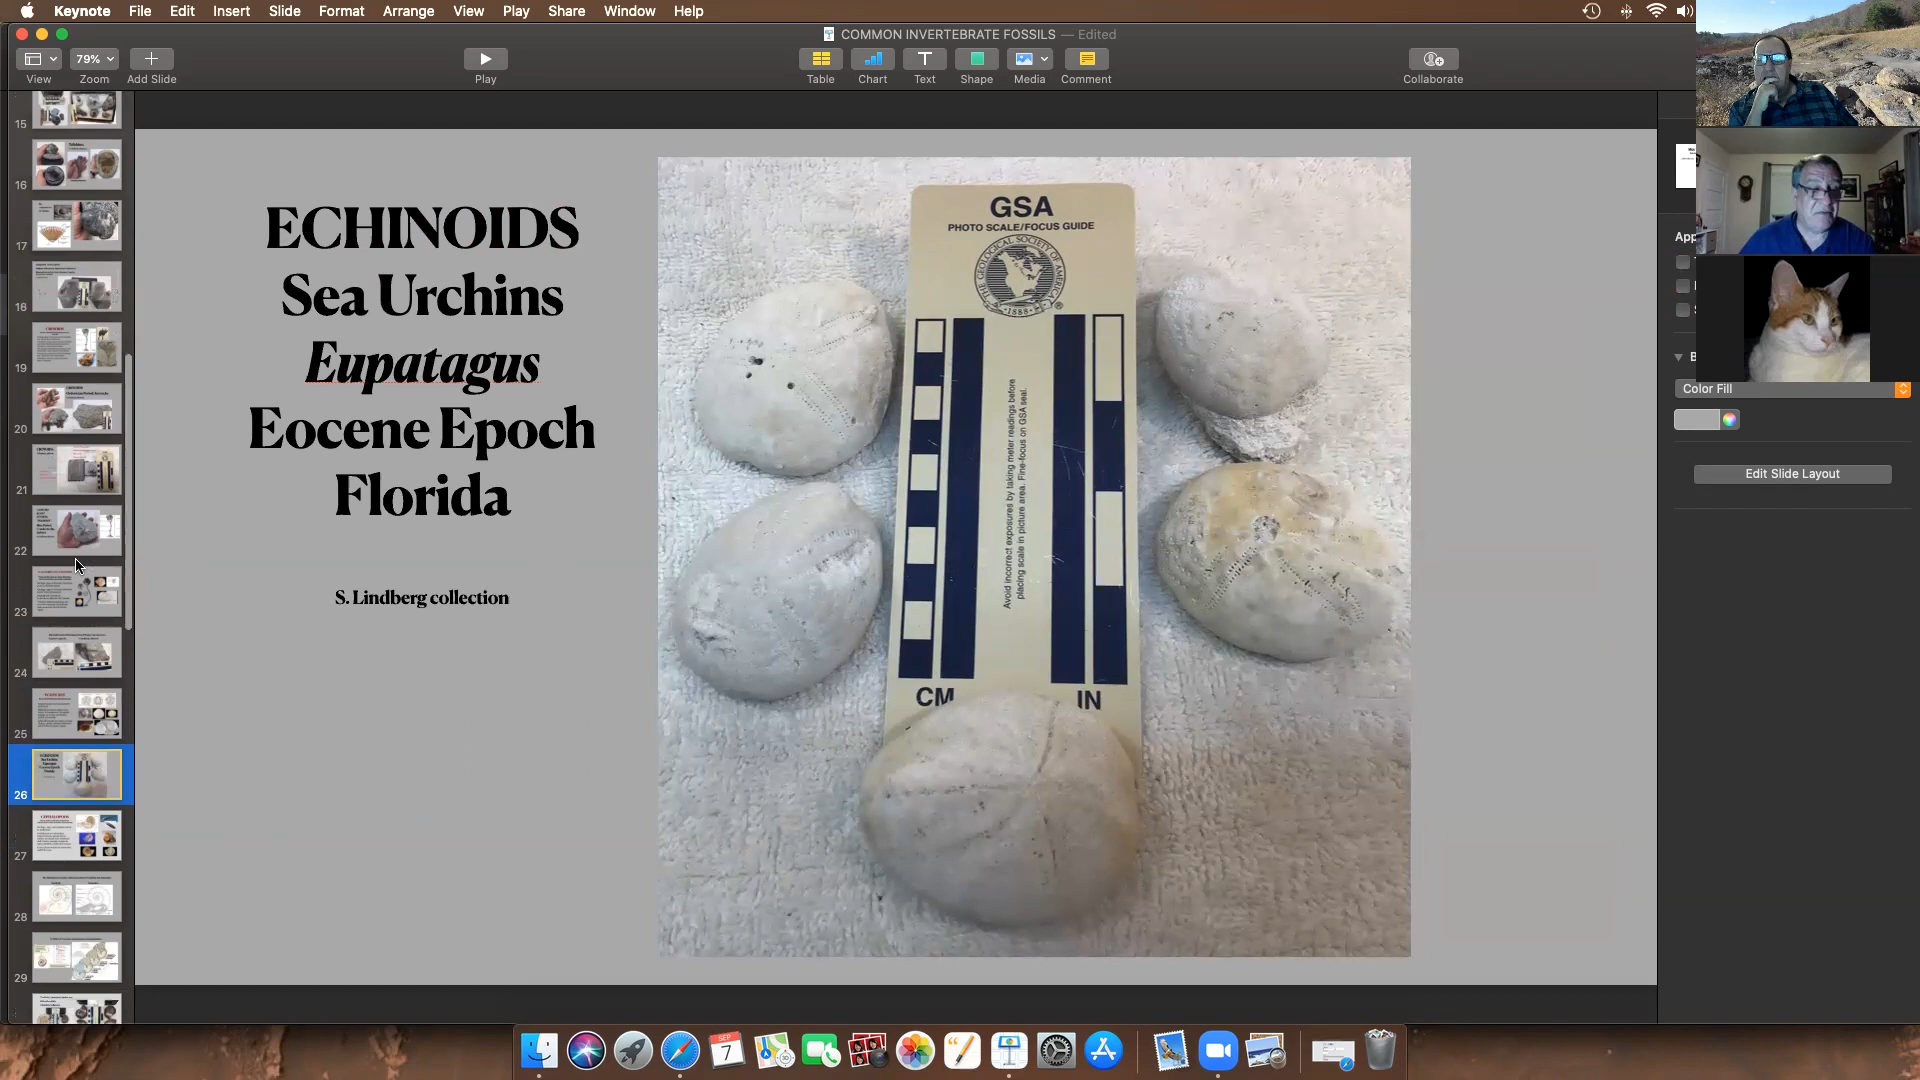 Keynote File Edit Insert Slide Format Arrange View Play Share Window Help
COMMON INVERTEBRATE FOSSILS — Edited
79%
View Zoom Add Slide Play Table Chart Text Shape Media Comment Collaborate
15
16
17
18
19
20
21
22
23
24
25
26
27
28
29
ECHINOIDS
Sea Urchins
Eupatagus
Eocene Epoch
Florida
S. Lindberg collection
GSA
PHOTO SCALE/FOCUS GUIDE
THE GEOLOGICAL SOCIETY OF AMERICA
1888
®
Avoid incorrect exposures by taking meter readings before
placing scale in picture area. Fine-focus on GSA seal.
CM IN
App
B
Color Fill
Edit Slide Layout
SEP
7